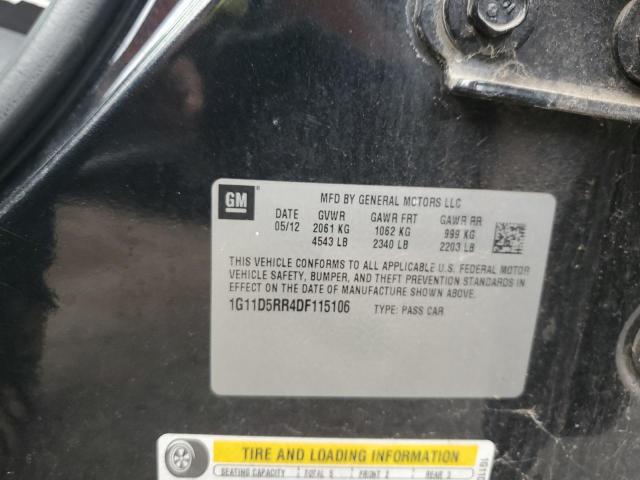 GM MFD BY GENERAL MOTORS LLC
DATE GVWR GAWR FRT GAWR RR
05/12 2061 KG 1062 KG 999 KG
4543 LB 2340 LB 2203 LB
THIS VEHICLE CONFORMS TO ALL APPLICABLE U.S. FEDERAL MOTOR
VEHICLE SAFETY, BUMPER, AND THEFT PREVENTION STANDARDS IN
EFFECT ON THE DATE OF MANUFACTURE SHOWN ABOVE.
1G11D5RR4DF115106 TYPE: PASS CAR
TIRE AND LOADING INFORMATION
SEATING CAPACITY TOTAL 5 FRONT 2 REAR 3